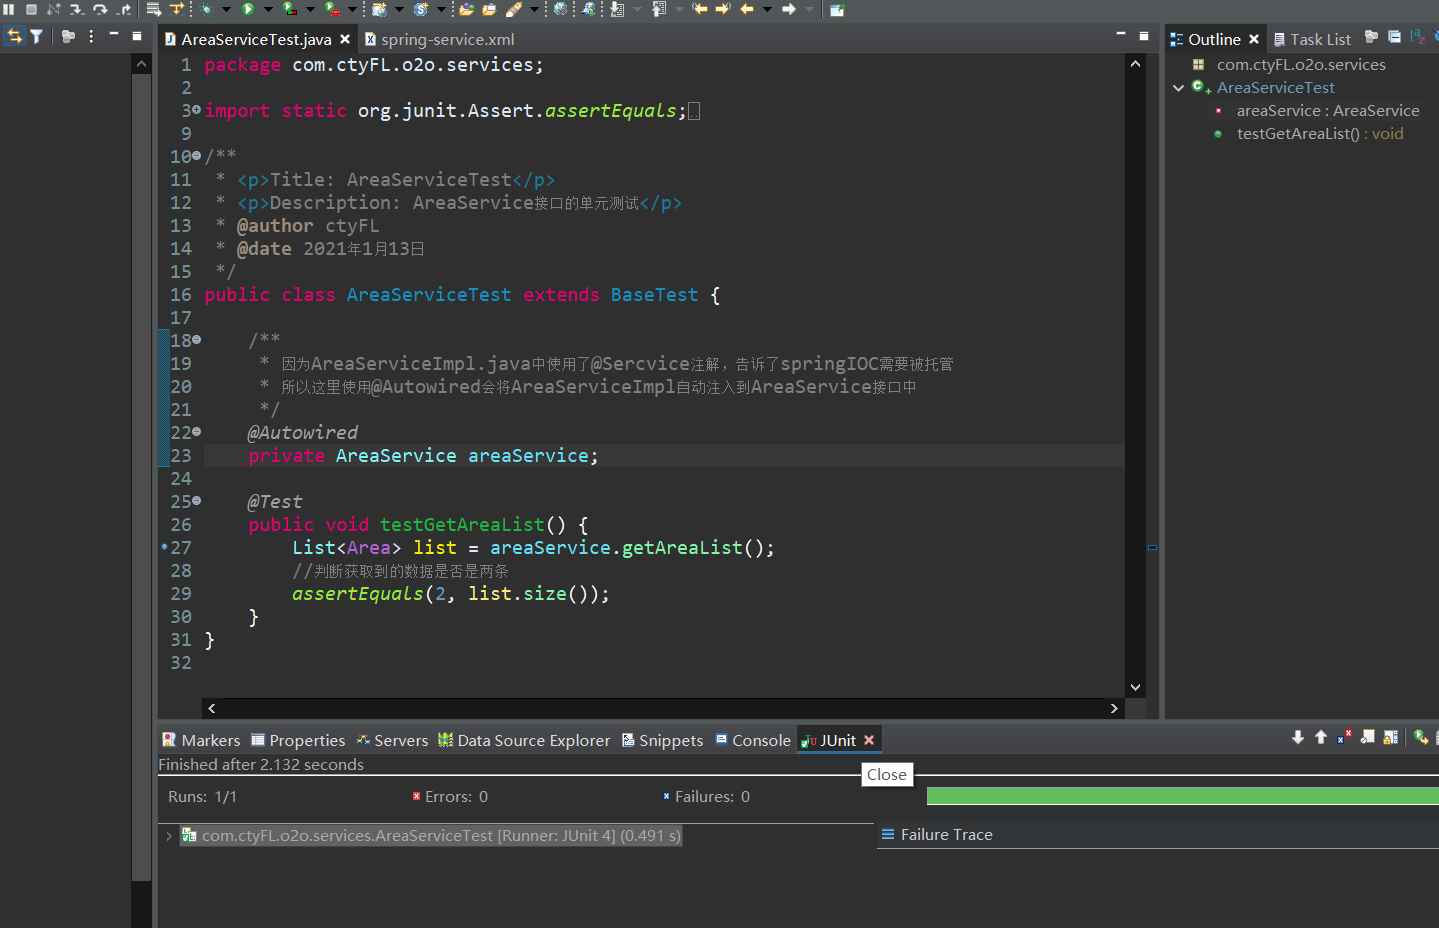 AreaServiceTest.java
spring-service.xml
1 package com.ctyFL.o2o.services;
2
3 import static org.junit.Assert.assertEquals;
9
10 /**
11 * <p>Title: AreaServiceTest</p>
12 * <p>Description: AreaService接口的单元测试</p>
13 * @author ctyFL
14 * @date 2021年1月13日
15 */
16 public class AreaServiceTest extends BaseTest {
17
18 /**
19 * 因为AreaServiceImpl.java中使用了@Sercvice注解，告诉了springIOC需要被托管
20 * 所以这里使用@Autowired会将AreaServiceImpl自动注入到AreaService接口中
21 */
22 @Autowired
23 private AreaService areaService;
24
25 @Test
26 public void testGetAreaList() {
27 List<Area> list = areaService.getAreaList();
28 //判断获取到的数据是否是两条
29 assertEquals(2, list.size());
30 }
31 }
32
Outline
Task List
com.ctyFL.o2o.services
AreaServiceTest
areaService : AreaService
testGetAreaList() : void
Markers Properties Servers Data Source Explorer Snippets Console JUnit
Finished after 2.132 seconds
Close
Runs: 1/1 Errors: 0 Failures: 0
com.ctyFL.o2o.services.AreaServiceTest [Runner: JUnit 4] (0.491 s)
Failure Trace